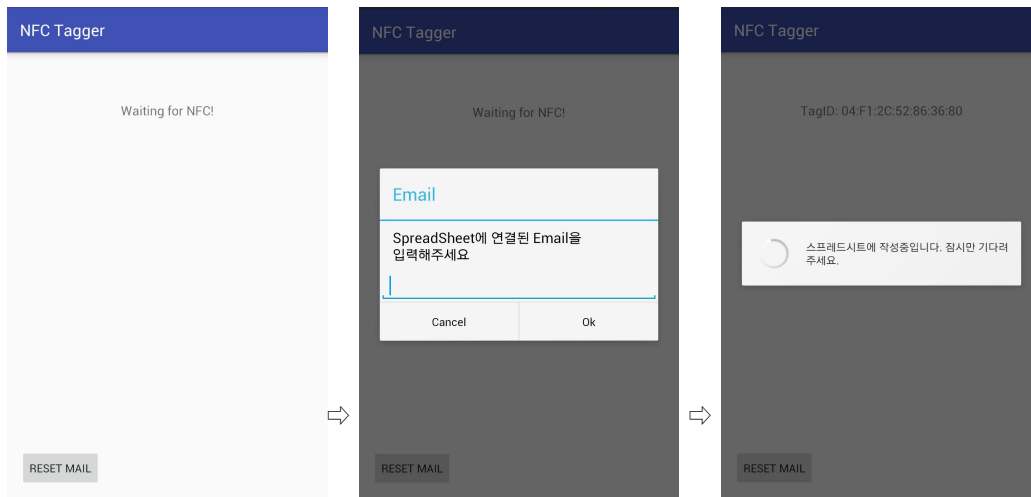 NFC Tagger
Waiting for NFC!
RESET MAIL
⇨
NFC Tagger
Waiting for NFC!
Email
SpreadSheet에 연결된 Email을
입력해주세요
Cancel Ok
RESET MAIL
⇨
NFC Tagger
TagID: 04:F1:2C:52:86:36:80
스프레드시트에 작성중입니다. 잠시만 기다려
주세요.
RESET MAIL